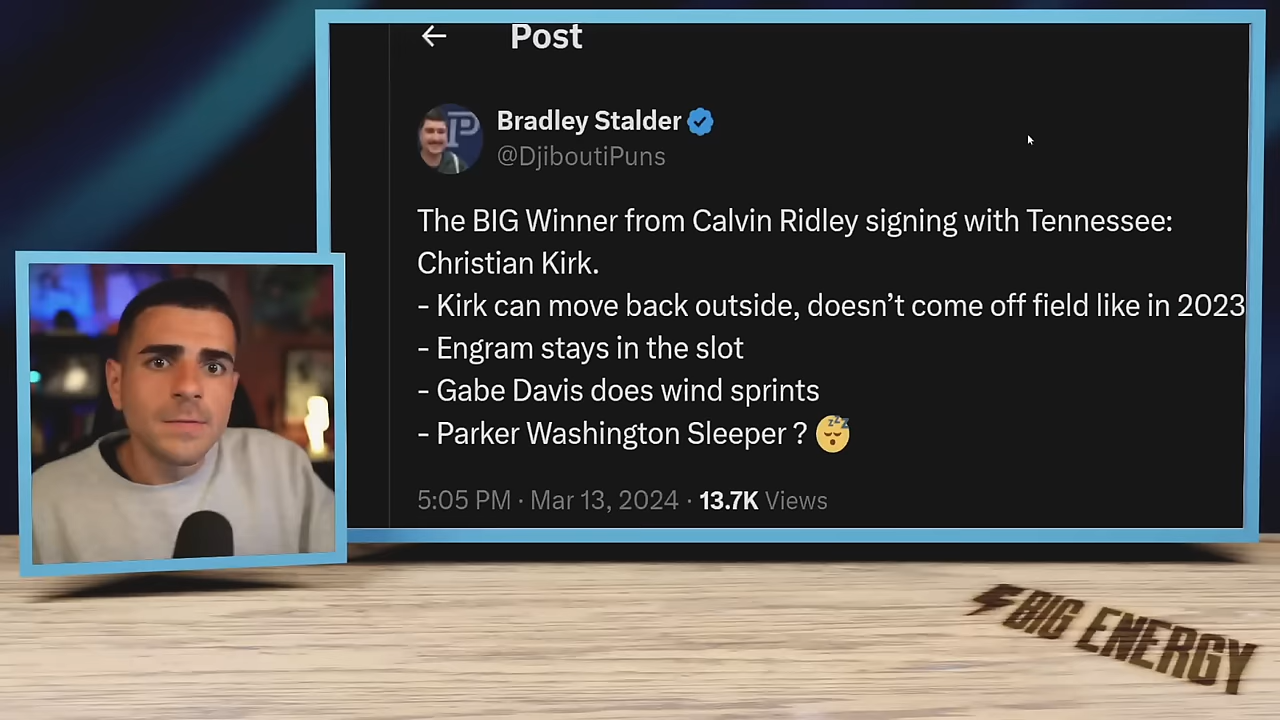 Post
Bradley Stalder
@DjiboutiPuns
The BIG Winner from Calvin Ridley signing with Tennessee:
Christian Kirk.
- Kirk can move back outside, doesn't come off field like in 2023
- Engram stays in the slot
- Gabe Davis does wind sprints
- Parker Washington Sleeper ? 😴
5:05 PM · Mar 13, 2024 · 13.7K Views
BIG ENERGY